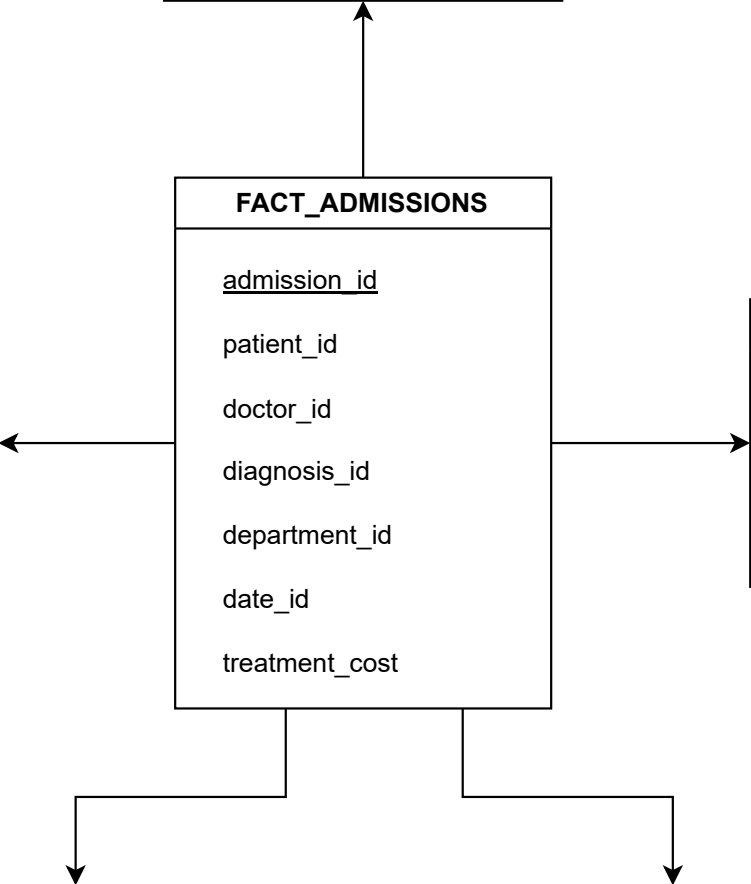 FACT_ADMISSIONS
admission_id
patient_id
doctor_id
diagnosis_id
department_id
date_id
treatment_cost